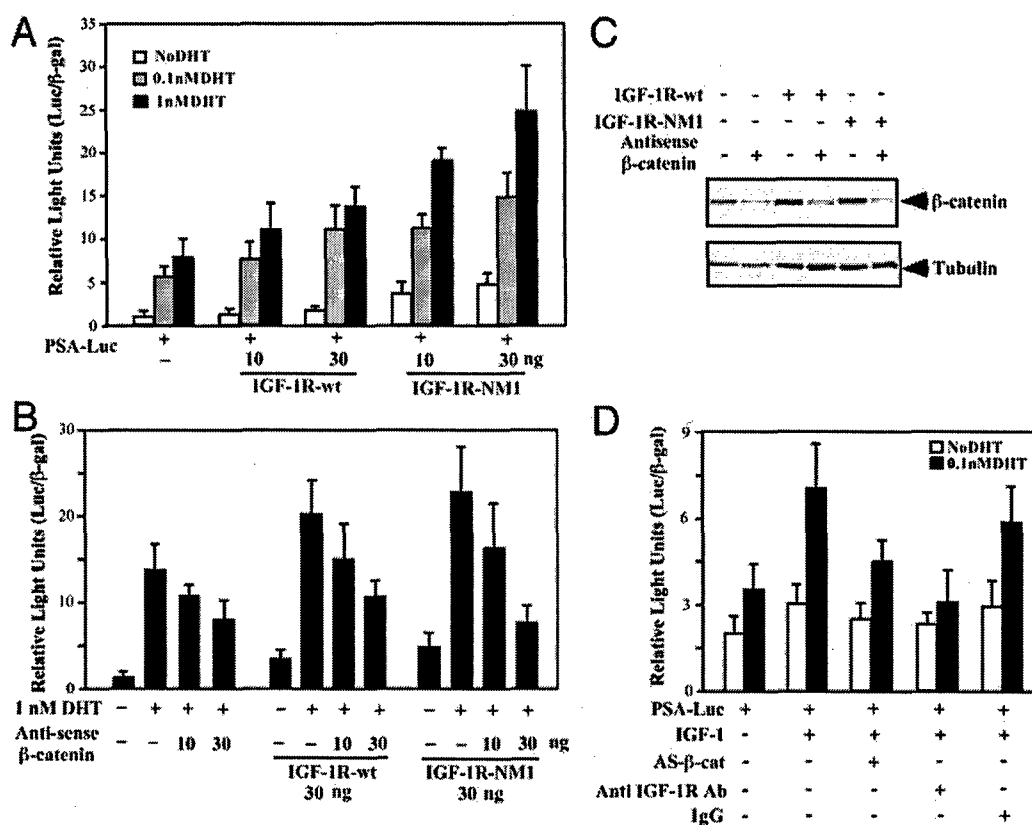 A
Relative Light Units (Luc/β-gal)
35
30
25
20
15
10
5
0
NoDHT
0.1nMDHT
1nMDHT
PSA-Luc + + + + +
– 10 30 10 30 ng
IGF-1R-wt IGF-1R-NM1
B
Relative Light Units (Luc/β-gal)
30
20
10
0
1 nM DHT – + + + – + + + – + + +
Anti-sense
β-catenin – – 10 30 – – 10 30 – – 10 30 ng
IGF-1R-wt IGF-1R-NM1
30 ng 30 ng
C
IGF-1R-wt - - + + - -
IGF-1R-NM1 - - - - + +
Antisense
β-catenin - + - + - +
β-catenin
Tubulin
D
Relative Light Units (Luc/β-gal)
9
6
3
0
NoDHT
0.1nMDHT
PSA-Luc + + + + +
IGF-1 - + + + +
AS-β-cat - - + - -
Anti IGF-1R Ab - - - + -
IgG - - - - +